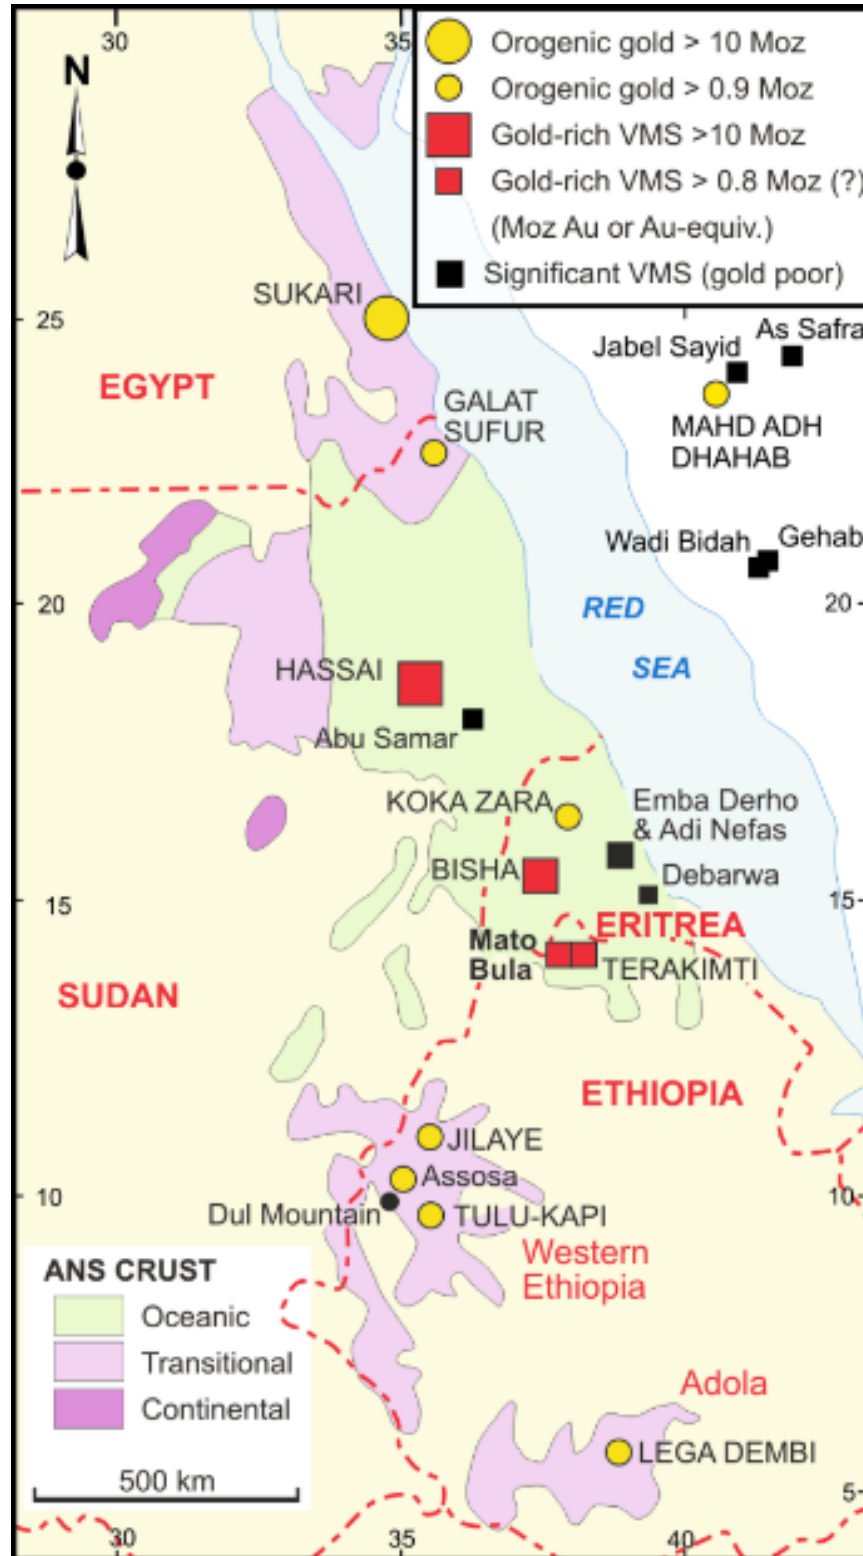 30
35
N
Orogenic gold > 10 Moz
Orogenic gold > 0.9 Moz
Gold-rich VMS >10 Moz
Gold-rich VMS > 0.8 Moz (?)
(Moz Au or Au-equiv.)
Significant VMS (gold poor)
SUKARI
25
As Safra
Jabel Sayid
EGYPT
GALAT
SUFUR
MAHD ADH
DHAHAB
Wadi Bidah
Gehab
20
RED
SEA
20
HASSAI
Abu Samar
KOKA ZARA
Emba Derho
& Adi Nefas
BISHA
Debarwa
15
15
ERITREA
Mato
Bula
TERAKIMTI
SUDAN
ETHIOPIA
JILAYE
Assosa
10
10
Dul Mountain
TULU-KAPI
Western
Ethiopia
ANS CRUST
Oceanic
Transitional
Continental
500 km
Adola
LEGA DEMBI
5
30
35
40